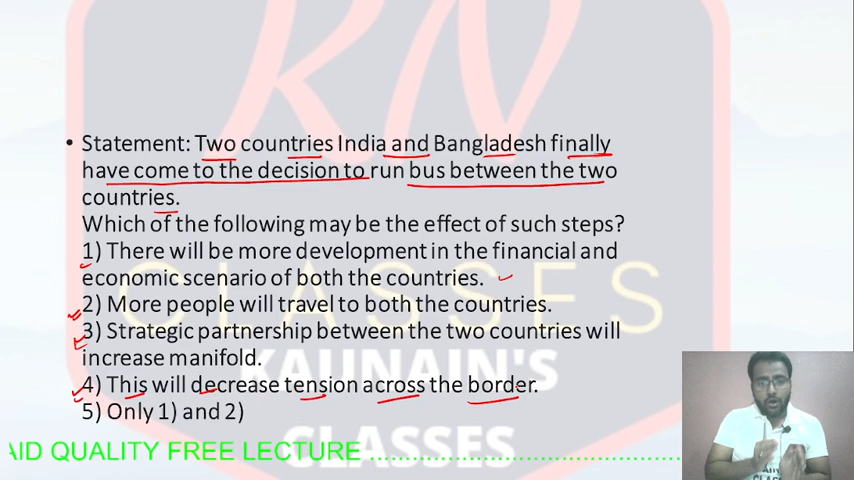 • Statement: Two countries India and Bangladesh finally
have come to the decision to run bus between the two
countries.
Which of the following may be the effect of such steps?
1) There will be more development in the financial and
economic scenario of both the countries.
2) More people will travel to both the countries.
3) Strategic partnership between the two countries will
increase manifold.
4) This will decrease tension across the border.
5) Only 1) and 2)
KN
CLASSES
KAUNAIN'S
CLASSES
AID QUALITY FREE LECTURE ..........................................